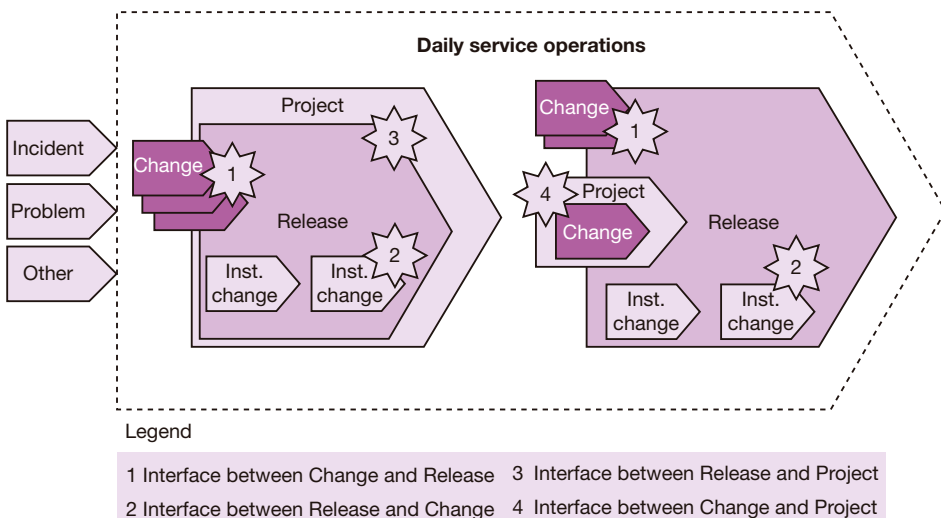 Daily service operations
Incident
Problem
Other
Project
3
Change
1
Release
2
Inst.
change
Inst.
change
Change
1
4
Project
Change
Release
2
Inst.
change
Inst.
change
Legend
1 Interface between Change and Release
3 Interface between Release and Project
2 Interface between Release and Change
4 Interface between Change and Project